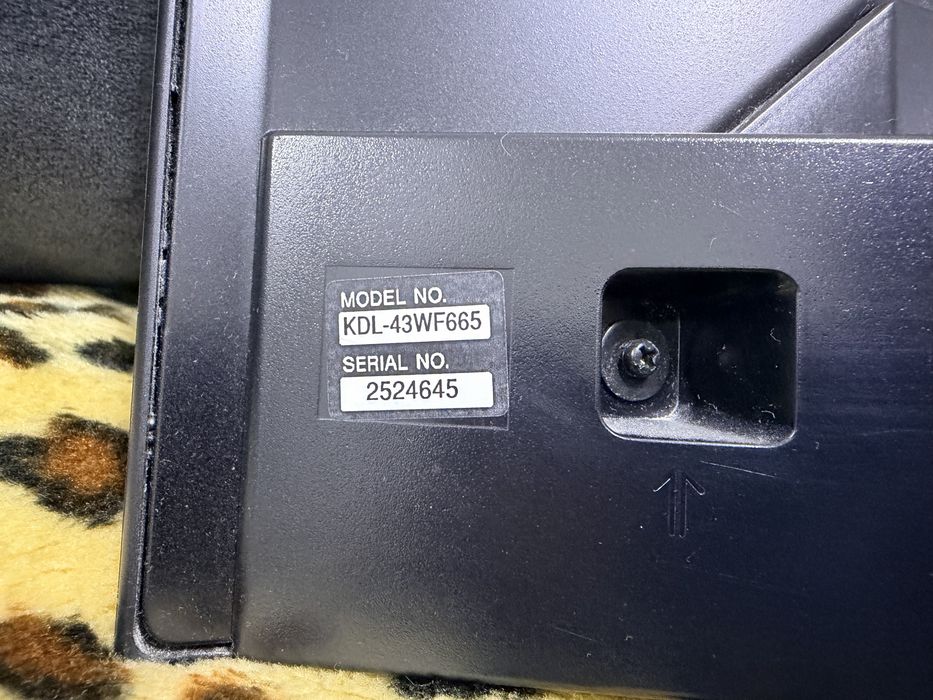 MODEL NO.
KDL-43WF665
SERIAL NO.
2524645